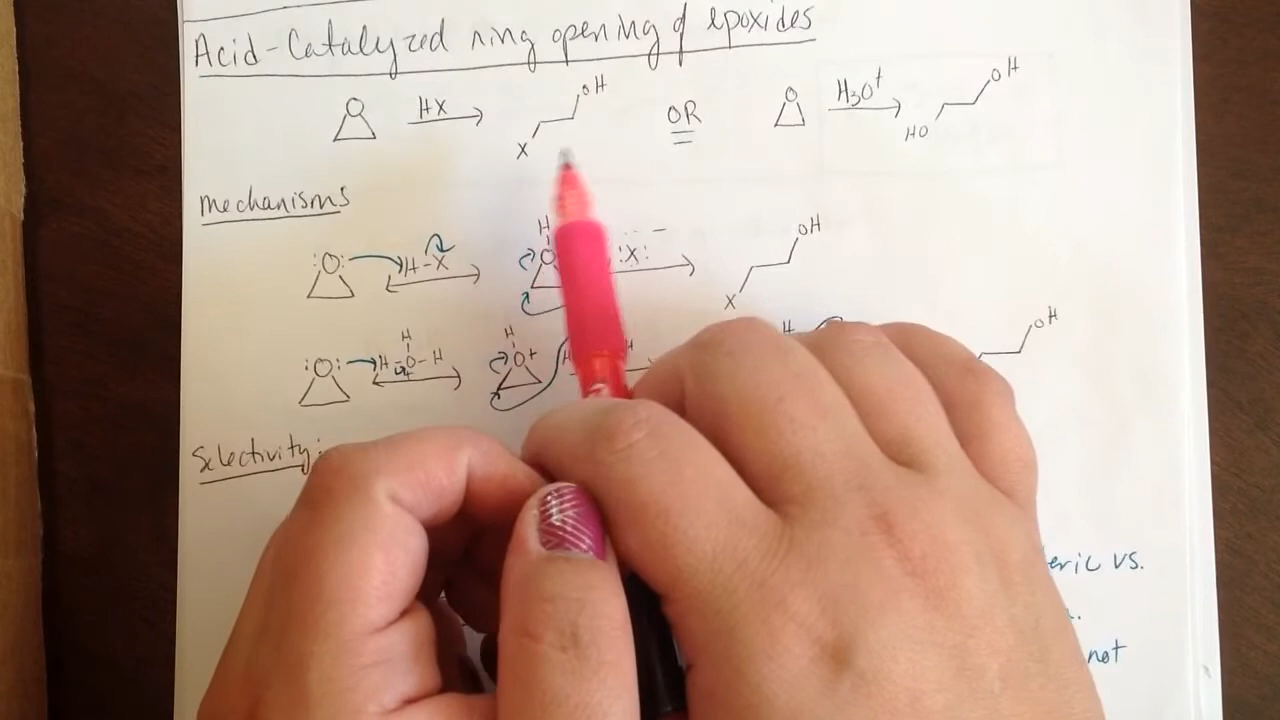 Acid-Catalyzed ring opening of epoxides
O HX X OH OR O H3O+ HO OH
mechanisms
:O: H-X H O :X: - X OH
:O: H-O-H H + H O+ H H H OH
Selectivity:
eric vs.
not